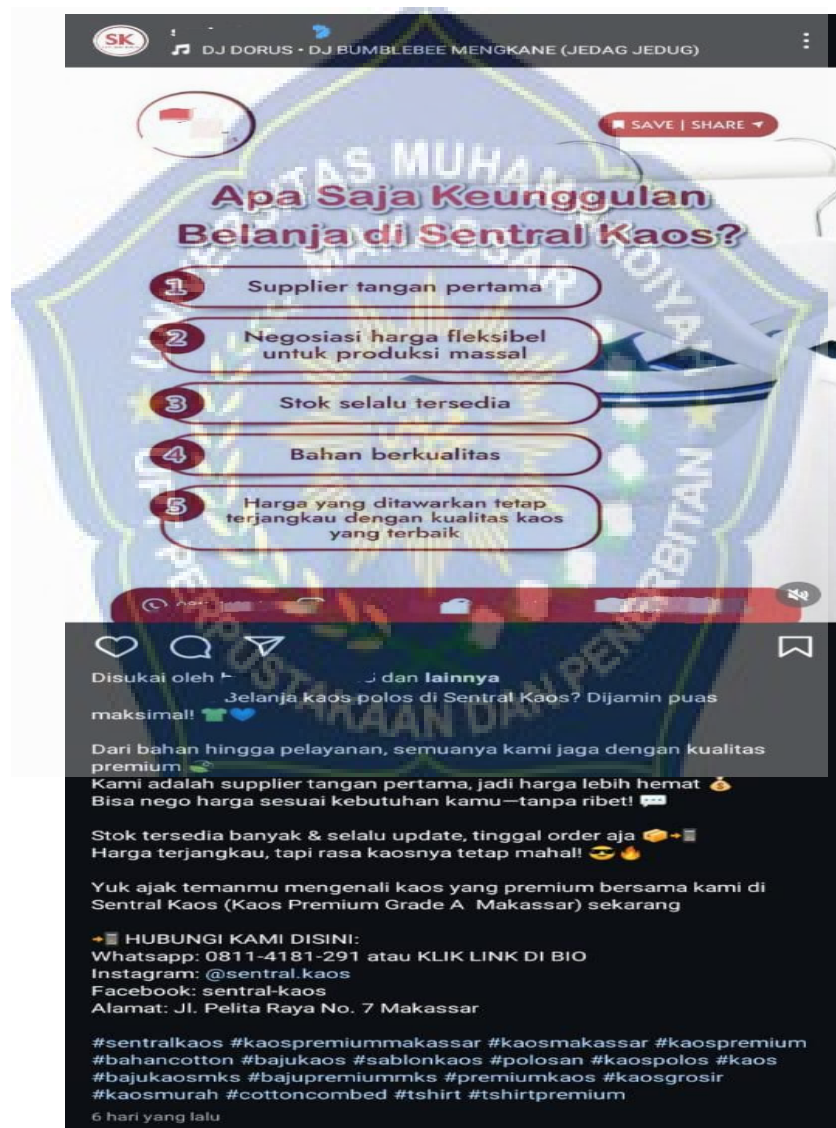 SK
DJ DORUS • DJ BUMBLEBEE MENGKANE (JEDAG JEDUG)
SAVE | SHARE
Apa Saja Keunggulan
Belanja di Sentral Kaos?
1 Supplier tangan pertama
2 Negosiasi harga fleksibel
untuk produksi massal
3 Stok selalu tersedia
4 Bahan berkualitas
5 Harga yang ditawarkan tetap
terjangkau dengan kualitas kaos
yang terbaik
UNIVERSITAS MUHAMMADIYAH
MAKASSAR
UPT PERPUSTAKAAN DAN PENERBITAN
Disukai oleh dan lainnya
Belanja kaos polos di Sentral Kaos? Dijamin puas
maksimal! 👕💙
Dari bahan hingga pelayanan, semuanya kami jaga dengan kualitas
premium 🍃
Kami adalah supplier tangan pertama, jadi harga lebih hemat 💰
Bisa nego harga sesuai kebutuhan kamu—tanpa ribet! 💬
Stok tersedia banyak & selalu update, tinggal order aja 📦📲
Harga terjangkau, tapi rasa kaosnya tetap mahal! 😎🔥
Yuk ajak temanmu mengenali kaos yang premium bersama kami di
Sentral Kaos (Kaos Premium Grade A Makassar) sekarang
📲 HUBUNGI KAMI DISINI:
Whatsapp: 0811-4181-291 atau KLIK LINK DI BIO
Instagram: @sentral.kaos
Facebook: sentral-kaos
Alamat: Jl. Pelita Raya No. 7 Makassar
#sentralkaos #kaospremiummakassar #kaosmakassar #kaospremium
#bahancotton #bajukaos #sablonkaos #polosan #kaospolos #kaos
#bajukaosmks #bajupremiummks #premiumkaos #kaosgrosir
#kaosmurah #cottoncombed #tshirt #tshirtpremium
6 hari yang lalu